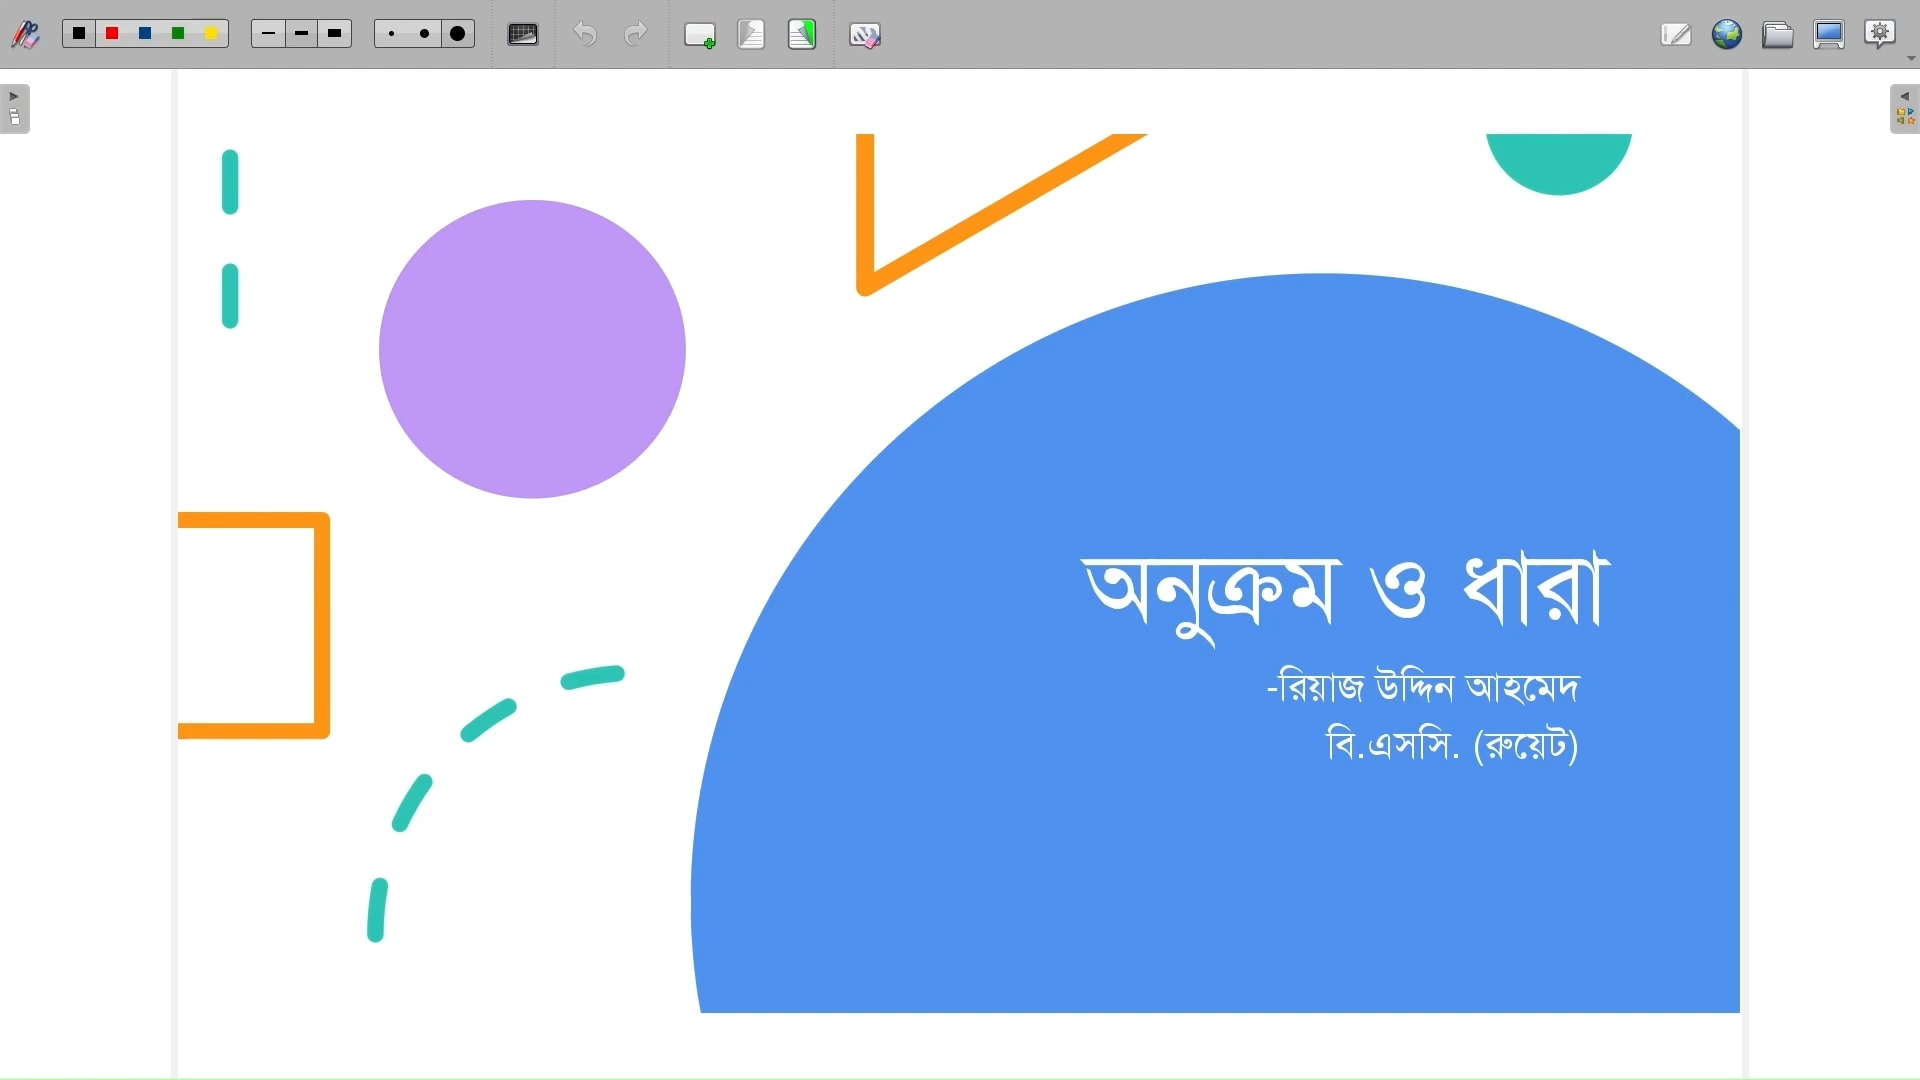 অনুক্রম ও ধারা
-রিয়াজ উদ্দিন আহমেদ
বি.এসসি. (রুয়েট)